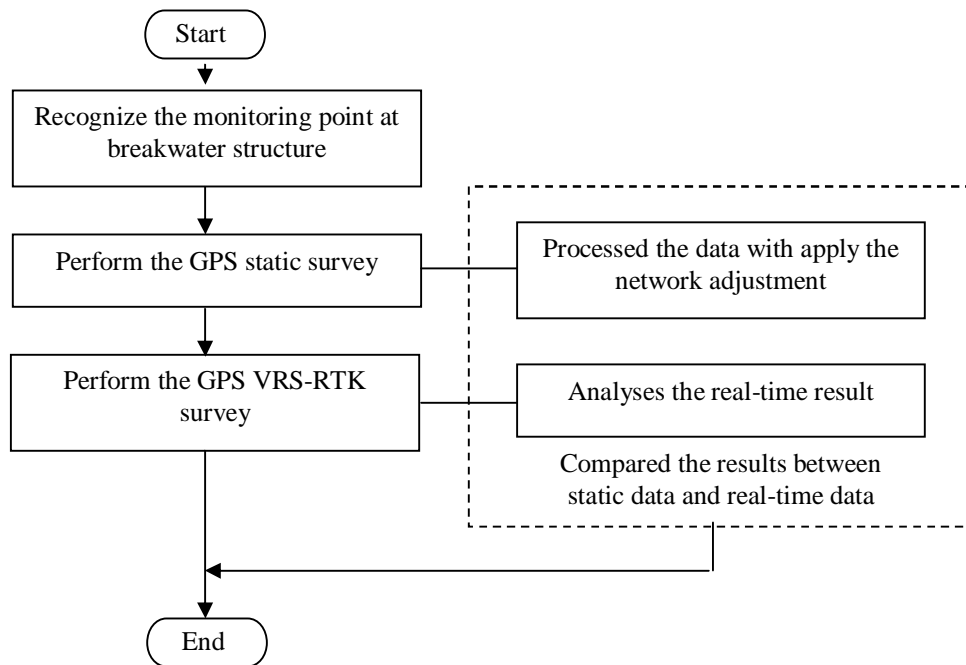 Start
Recognize the monitoring point at
breakwater structure
Perform the GPS static survey
Processed the data with apply the
network adjustment
Perform the GPS VRS-RTK
survey
Analyses the real-time result
Compared the results between
static data and real-time data
End